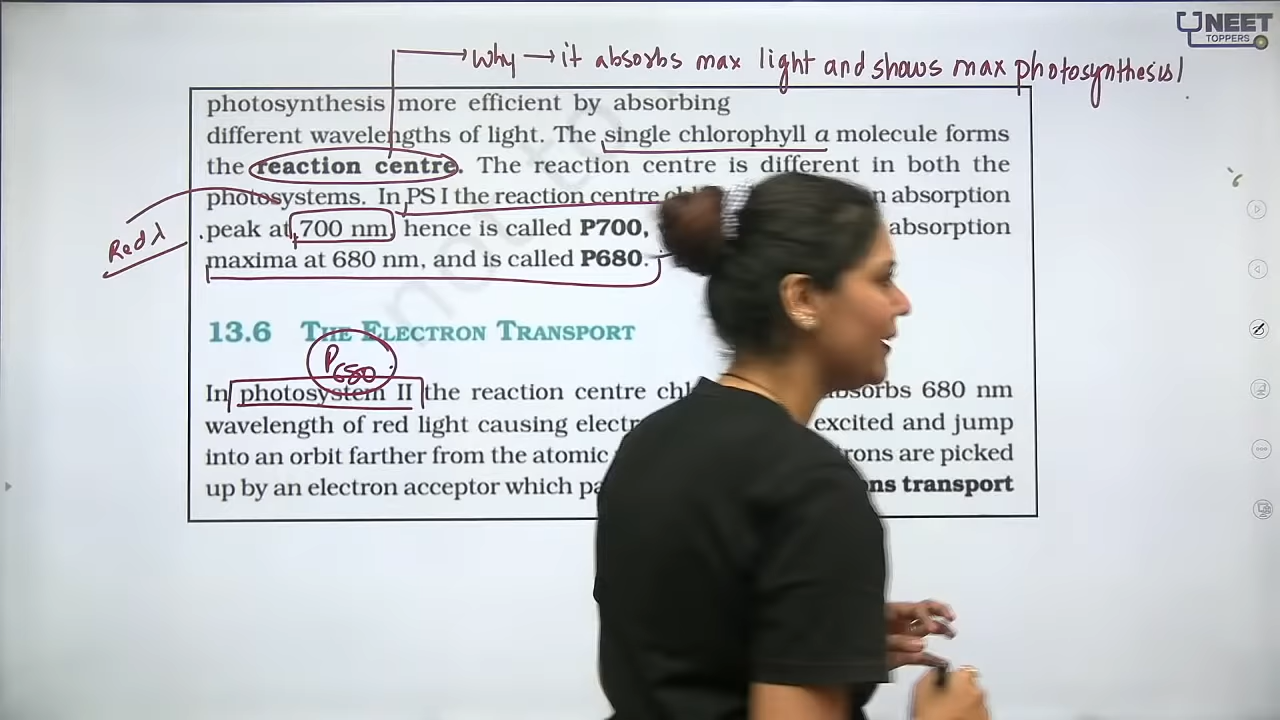 NEET
TOPPERS
Why → it absorbs max light and shows max photosynthesis!
photosynthesis more efficient by absorbing
different wavelengths of light. The single chlorophyll a molecule forms
the reaction centre. The reaction centre is different in both the
photosystems. In PS I the reaction centre absorption
Red λ
peak at 700 nm, hence is called P700, absorption
maxima at 680 nm, and is called P680.
13.6 THE ELECTRON TRANSPORT
P680
In photosystem II the reaction centre absorbs 680 nm
wavelength of red light causing excited and jump
into an orbit farther from the atomic are picked
up by an electron acceptor which transport